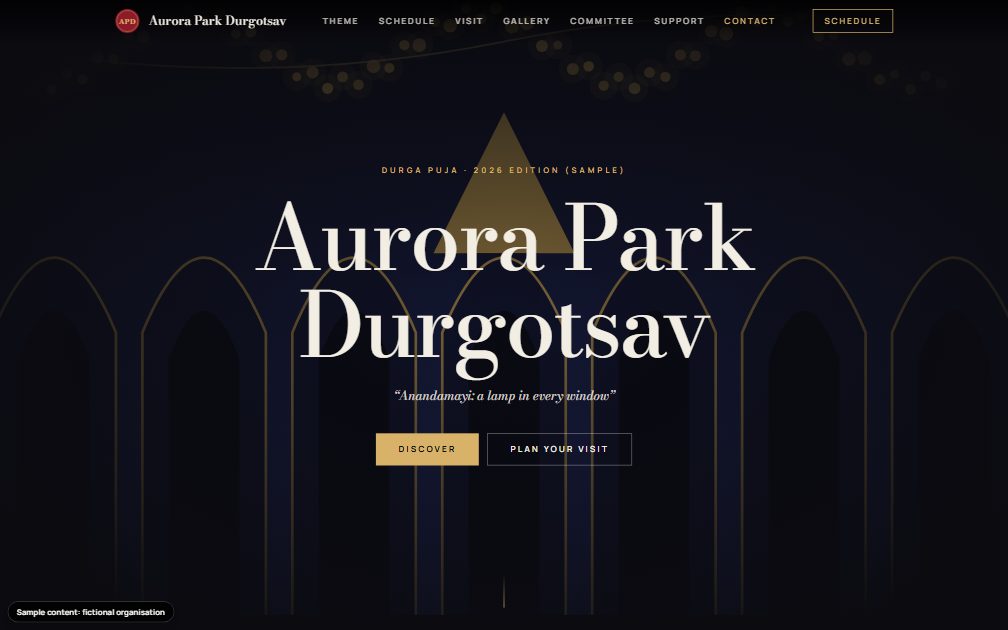 APD Aurora Park Durgotsav THEME SCHEDULE VISIT GALLERY COMMITTEE SUPPORT CONTACT SCHEDULE
DURGA PUJA · 2026 EDITION (SAMPLE)
Aurora Park
Durgotsav
“Anandamayi: a lamp in every window”
DISCOVER PLAN YOUR VISIT
Sample content: fictional organisation